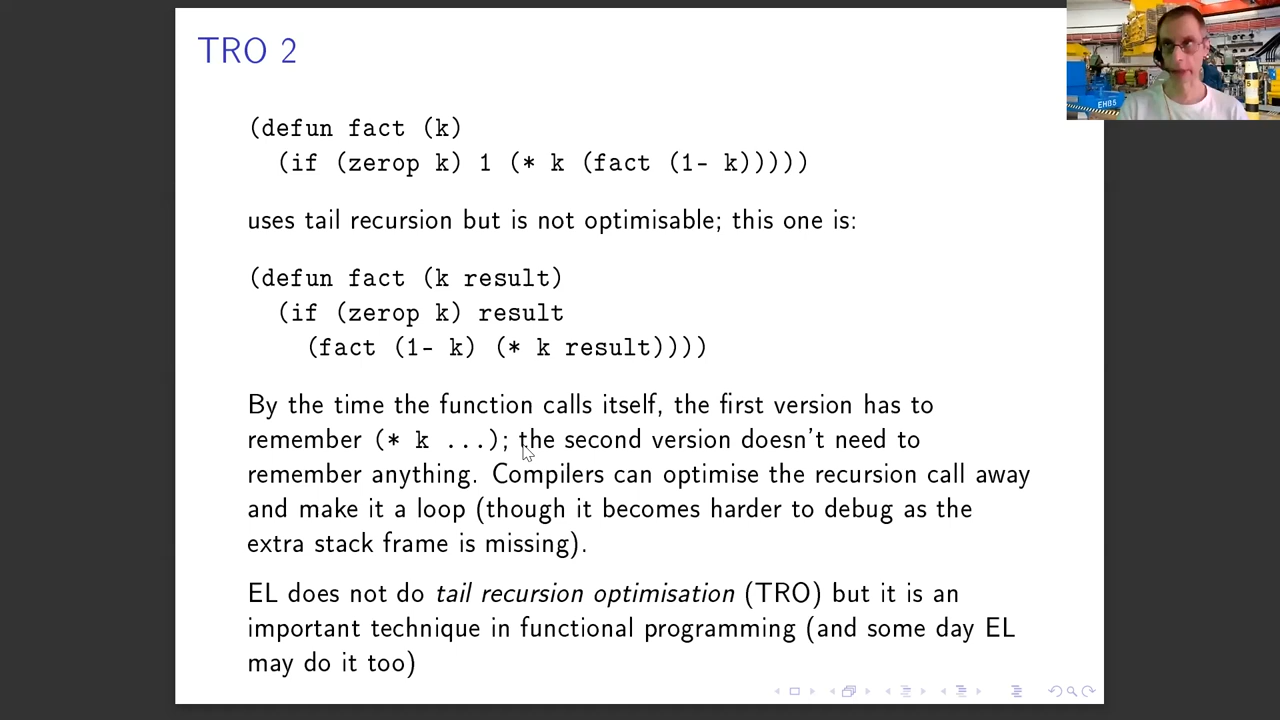 TRO 2
(defun fact (k)
(if (zerop k) 1 (* k (fact (1- k)))))
uses tail recursion but is not optimisable; this one is:
(defun fact (k result)
(if (zerop k) result
(fact (1- k) (* k result))))
By the time the function calls itself, the first version has to
remember (* k ...); the second version doesn't need to
remember anything. Compilers can optimise the recursion call away
and make it a loop (though it becomes harder to debug as the
extra stack frame is missing).
EL does not do tail recursion optimisation (TRO) but it is an
important technique in functional programming (and some day EL
may do it too)
EHB5
5